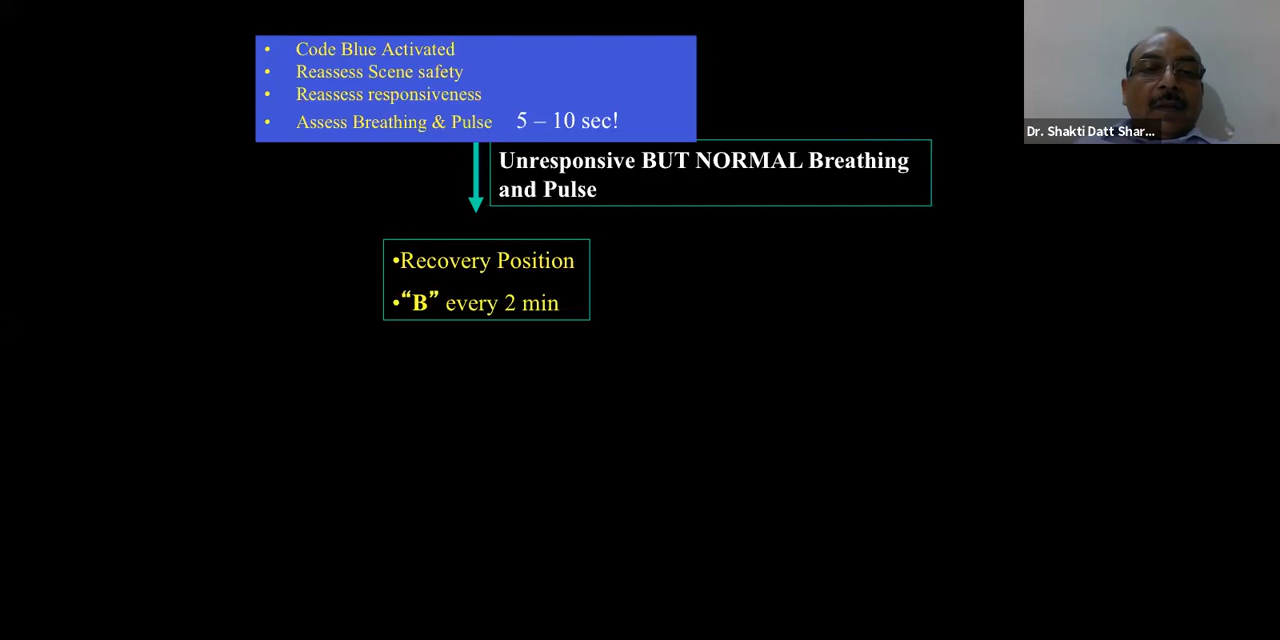 • Code Blue Activated
• Reassess Scene safety
• Reassess responsiveness
• Assess Breathing & Pulse 5 – 10 sec!
Dr. Shakti Datt Shar...
Unresponsive BUT NORMAL Breathing
and Pulse
•Recovery Position
•“B” every 2 min